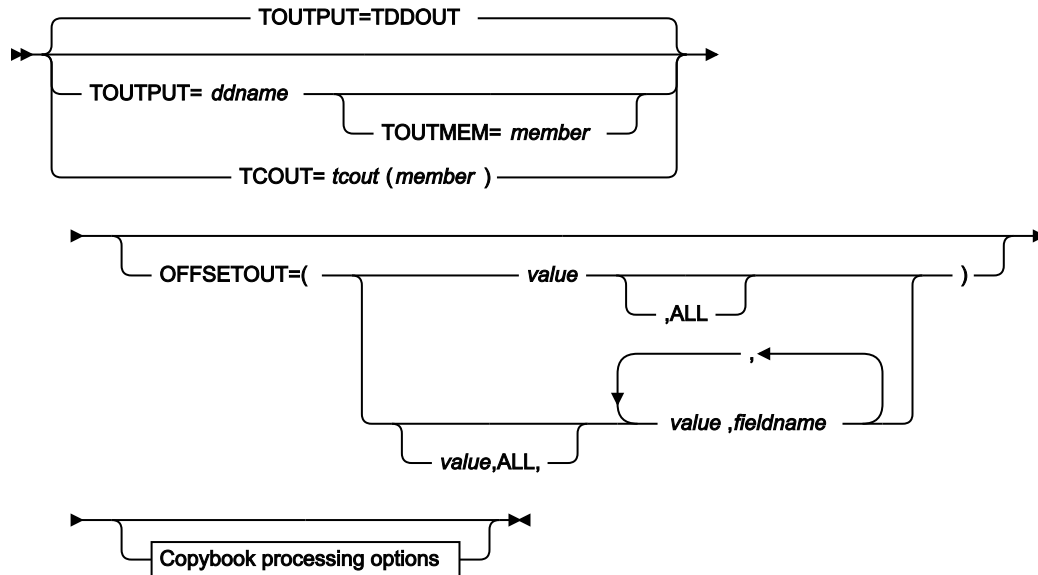 TOUTPUT=TDDOUT
TOUTPUT= ddname
TOUTMEM= member
TCOUT= tcout (member )
OFFSETOUT=( value )
,ALL
,
value ,fieldname
value,ALL,
Copybook processing options